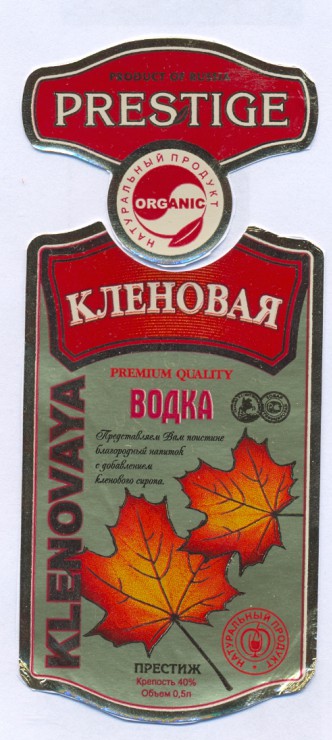 PRODUCT OF RUSSIA
PRESTIGE
НАТУРАЛЬНЫЙ ПРОДУКТ
ORGANIC
КЛЕНОВАЯ
PREMIUM QUALITY
ВОДКА
Представляем Вам поистине
благородный напиток
с добавлением
кленового сиропа.
KLENOVAYA
НАТУРАЛЬНЫЙ ПРОДУКТ
ПРЕСТИЖ
Крепость 40%
Объем 0,5л